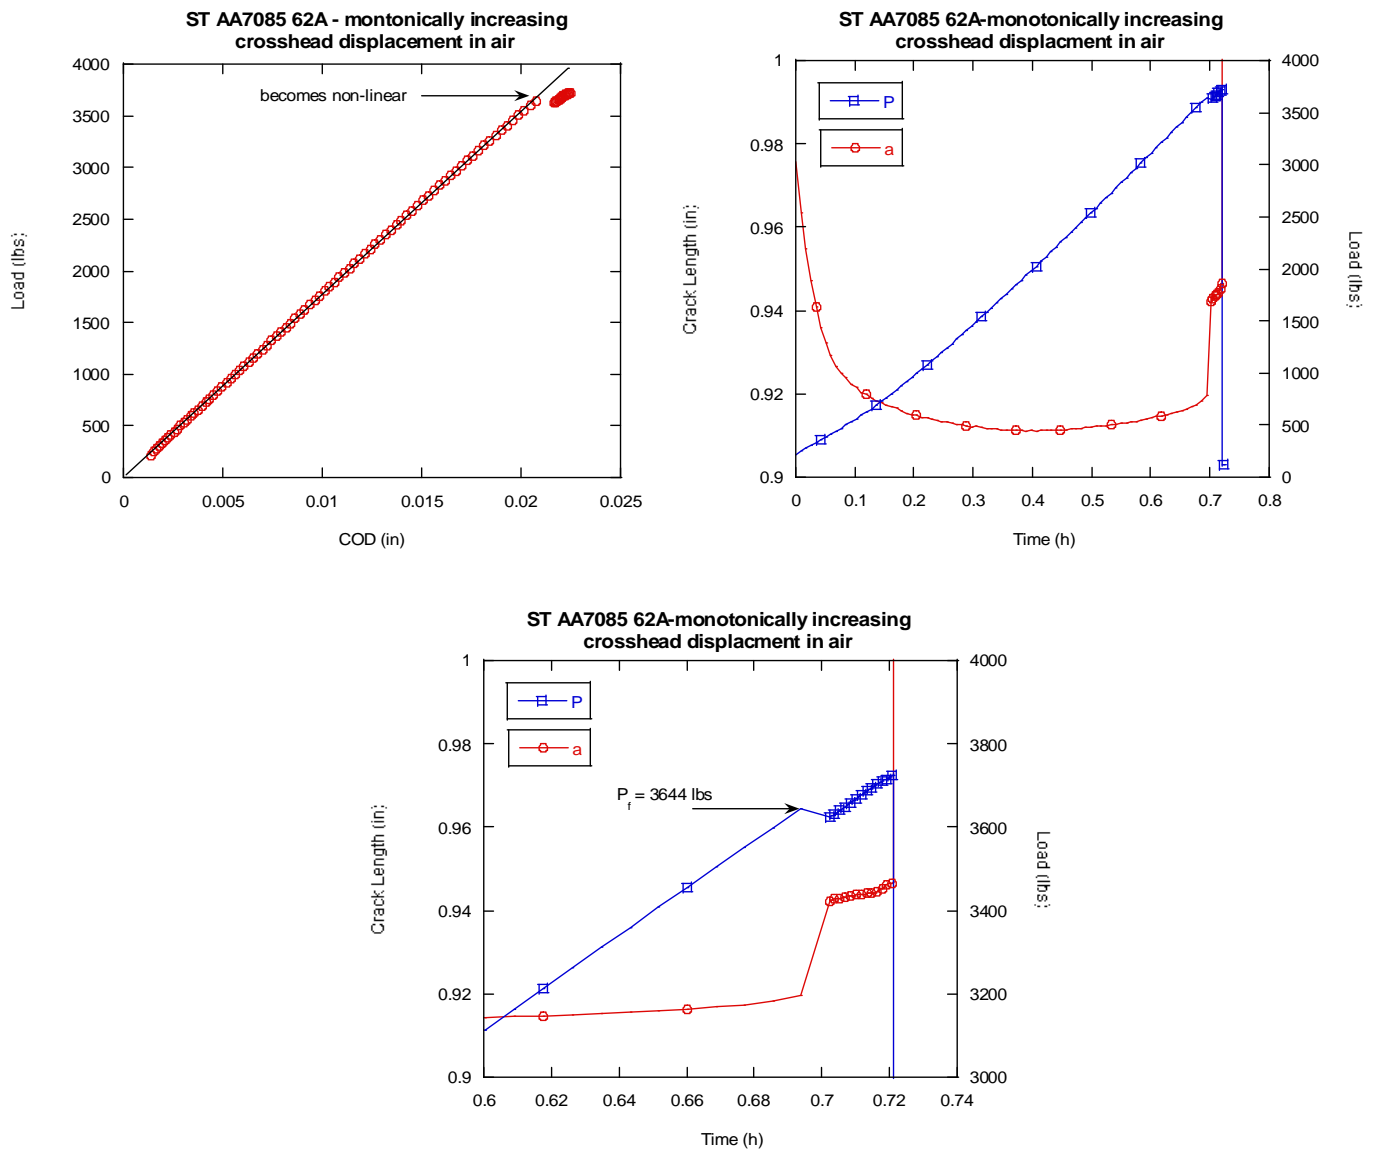 ST AA7085 62A - montonically increasing
crosshead displacement in air
4000
3500
3000
2500
2000
1500
1000
500
0
Load (lbs)
becomes non-linear
0 0.005 0.01 0.015 0.02 0.025
COD (in)
ST AA7085 62A-monotonically increasing
crosshead displacment in air
1
0.98
0.96
0.94
0.92
0.9
Crack Length (in)
P
a
4000
3500
3000
2500
2000
1500
1000
500
0
Load (lbs)
0 0.1 0.2 0.3 0.4 0.5 0.6 0.7 0.8
Time (h)
ST AA7085 62A-monotonically increasing
crosshead displacment in air
1
0.98
0.96
0.94
0.92
0.9
Crack Length (in)
P
a
Pf = 3644 lbs
4000
3800
3600
3400
3200
3000
Load (lbs)
0.6 0.62 0.64 0.66 0.68 0.7 0.72 0.74
Time (h)